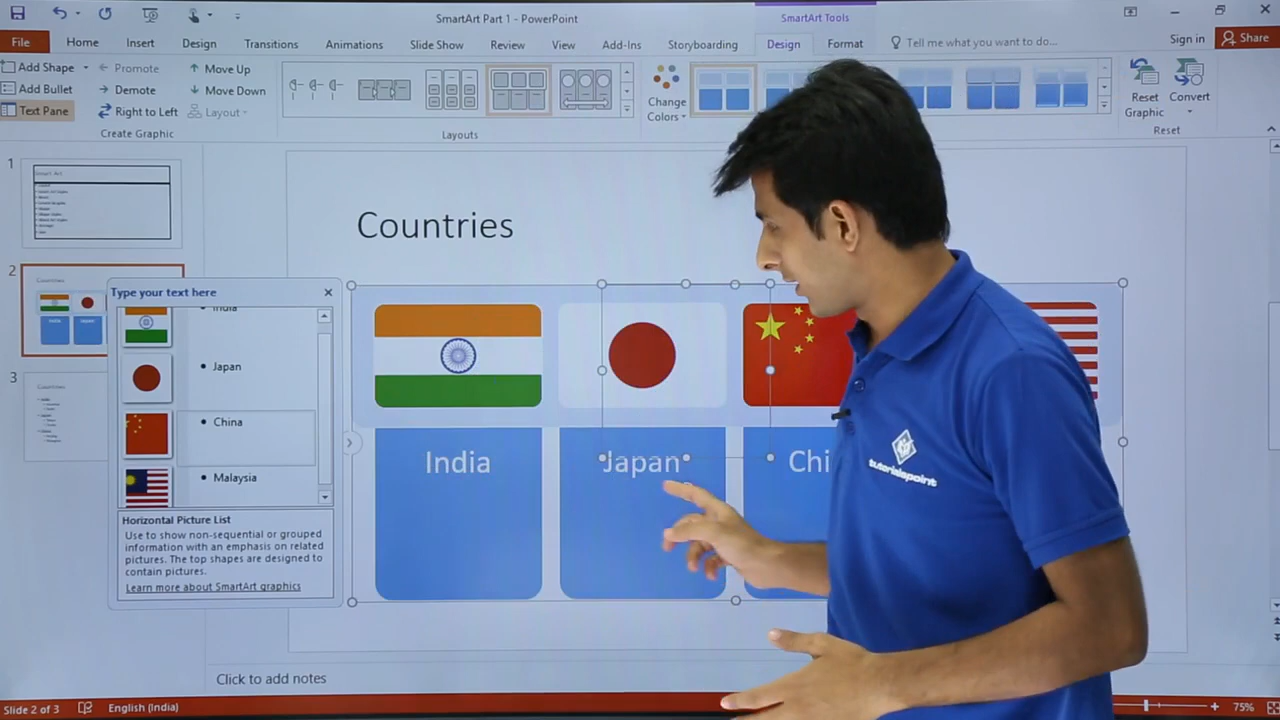 SmartArt Part 1 - PowerPoint
SmartArt Tools
File
Home
Insert
Design
Transitions
Animations
Slide Show
Review
View
Add-Ins
Storyboarding
Design
Format
Tell me what you want to do...
Sign in
Share
Add Shape
Promote
Move Up
Add Bullet
Demote
Move Down
Text Pane
Right to Left
Layout
Create Graphic
Layouts
Change
Colors
Reset
Graphic
Convert
Reset
1
2
3
Countries
Type your text here
India
Japan
China
Malaysia
Horizontal Picture List
Use to show non-sequential or grouped
information with an emphasis on related
pictures. The top shapes are designed to
contain pictures.
Learn more about SmartArt graphics
India
Japan
Chi
tutorialspoint
Click to add notes
Slide 2 of 3
English (India)
75%